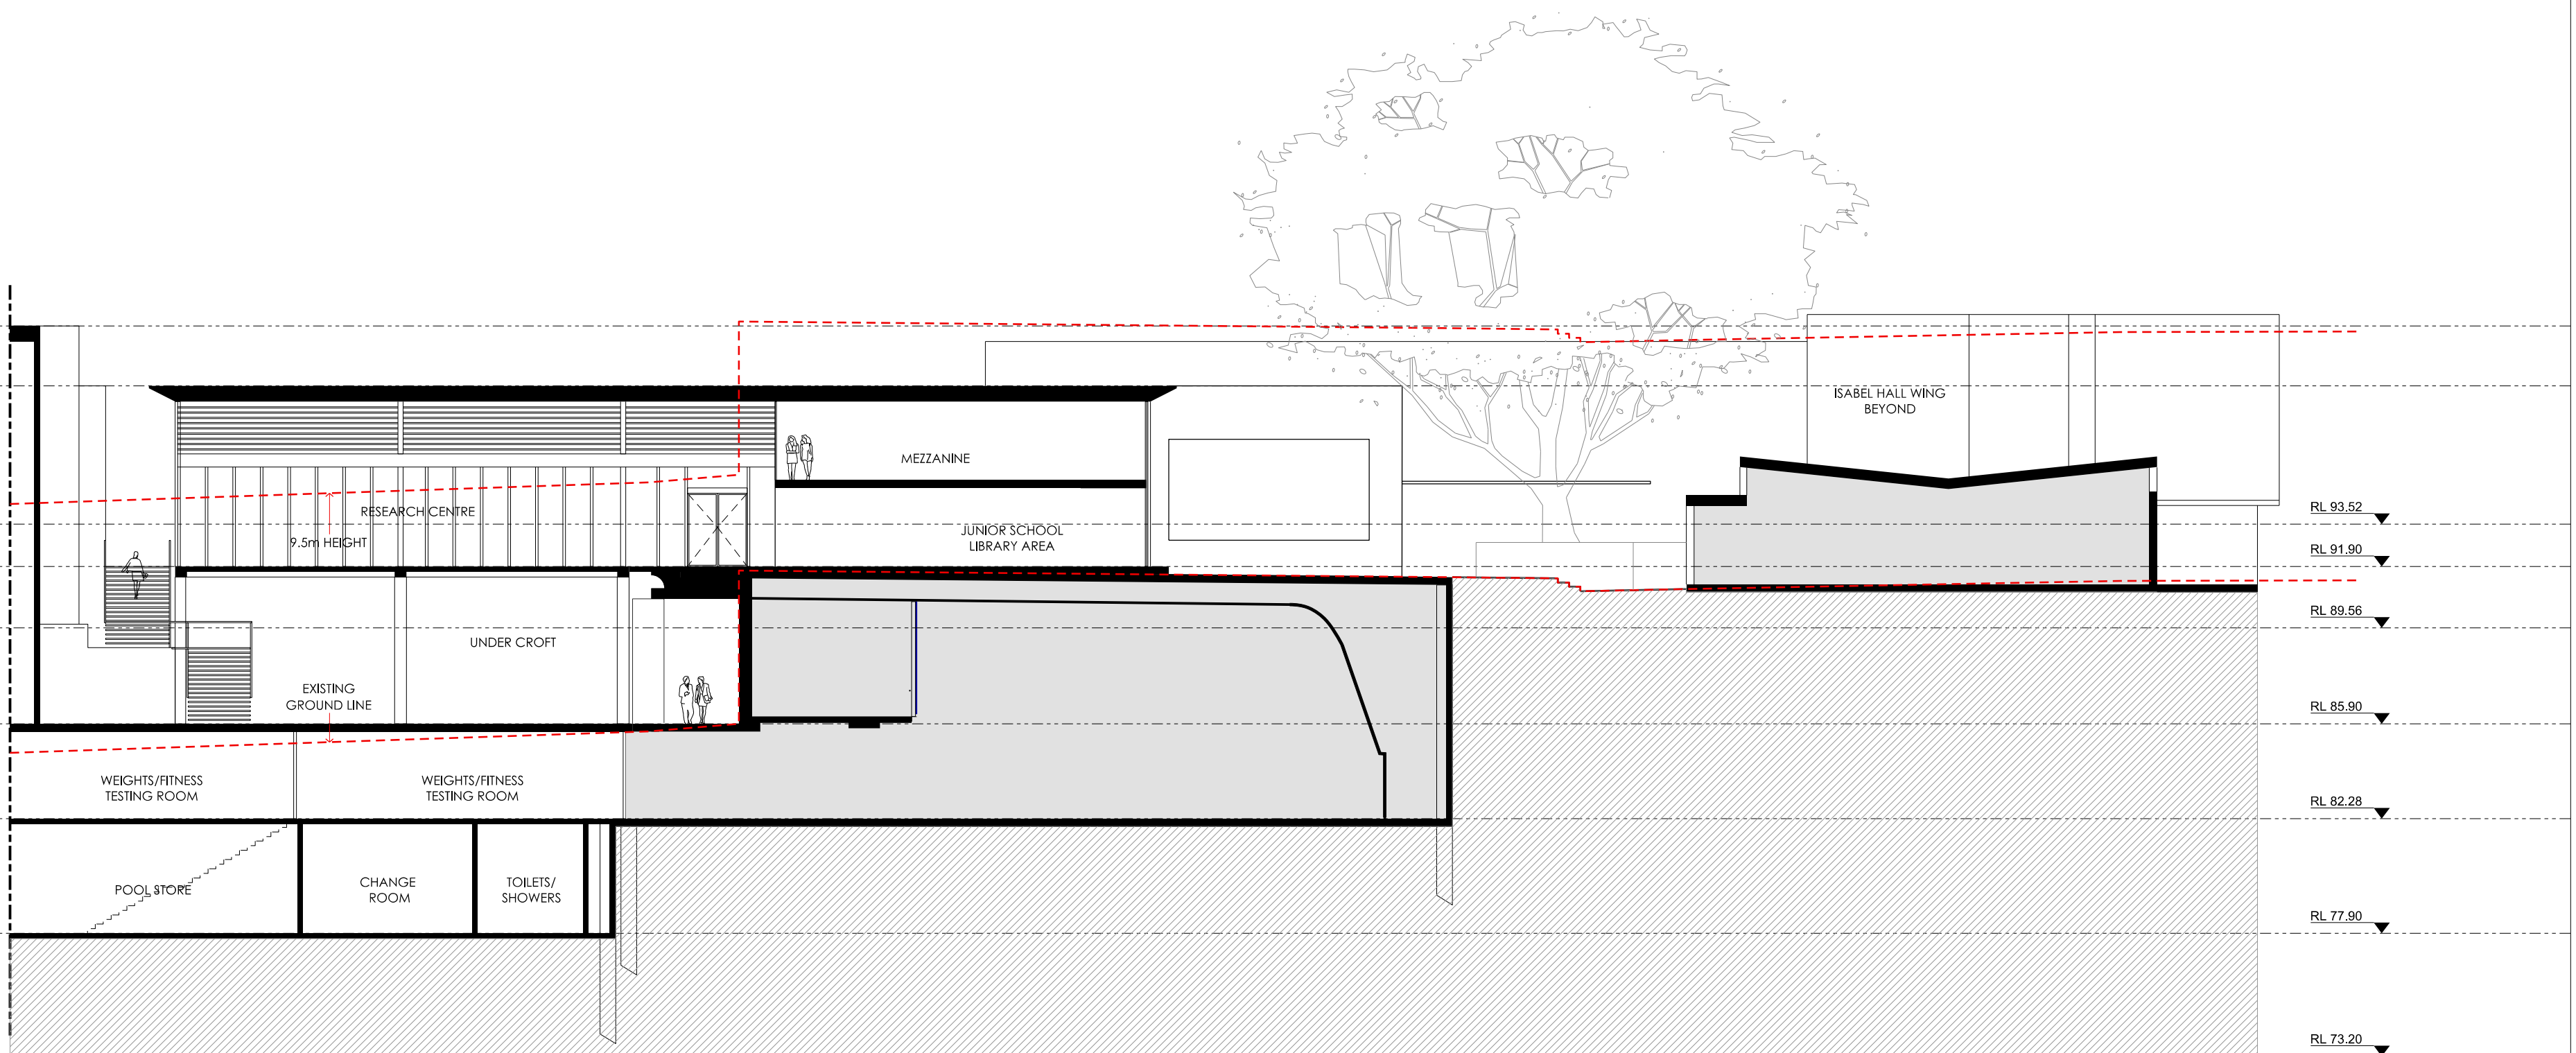 ISABEL HALL WING
BEYOND
MEZZANINE
RESEARCH CENTRE
9.5m HEIGHT
JUNIOR SCHOOL
LIBRARY AREA
RL 93.52
RL 91.90
RL 89.56
UNDER CROFT
EXISTING
GROUND LINE
RL 85.90
WEIGHTS/FITNESS
TESTING ROOM
WEIGHTS/FITNESS
TESTING ROOM
RL 82.28
POOL STORE
CHANGE
ROOM
TOILETS/
SHOWERS
RL 77.90
RL 73.20